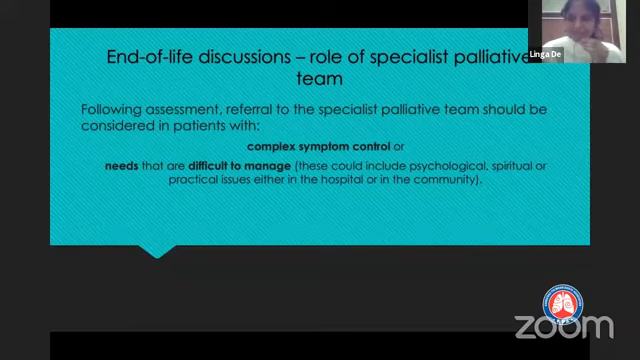 End-of-life discussions – role of specialist palliative
team
Linga De
Following assessment, referral to the specialist palliative team should be
considered in patients with:
complex symptom control or
needs that are difficult to manage (these could include psychological, spiritual or
practical issues either in the hospital or in the community).
zoom